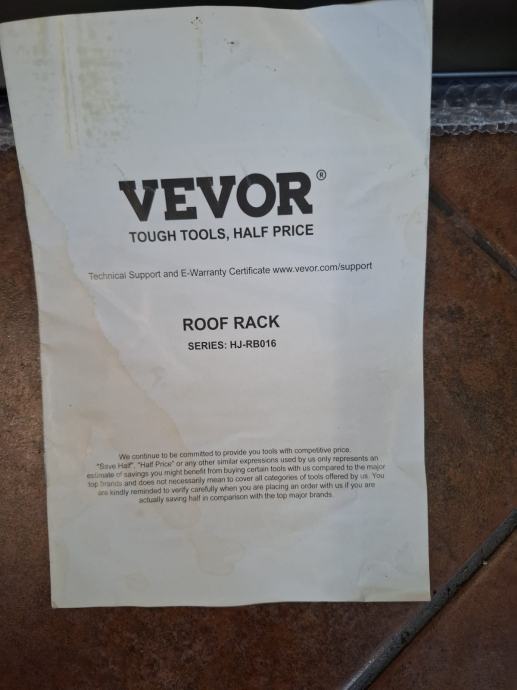 VEVOR®
TOUGH TOOLS, HALF PRICE
Technical Support and E-Warranty Certificate www.vevor.com/support
ROOF RACK
SERIES: HJ-RB016
We continue to be committed to provide you tools with competitive price.
"Save Half", "Half Price" or any other similar expressions used by us only represents an
estimate of savings you might benefit from buying certain tools with us compared to the major
top brands and does not necessarily mean to cover all categories of tools offered by us. You
are kindly reminded to verify carefully when you are placing an order with us if you are
actually saving half in comparison with the top major brands.